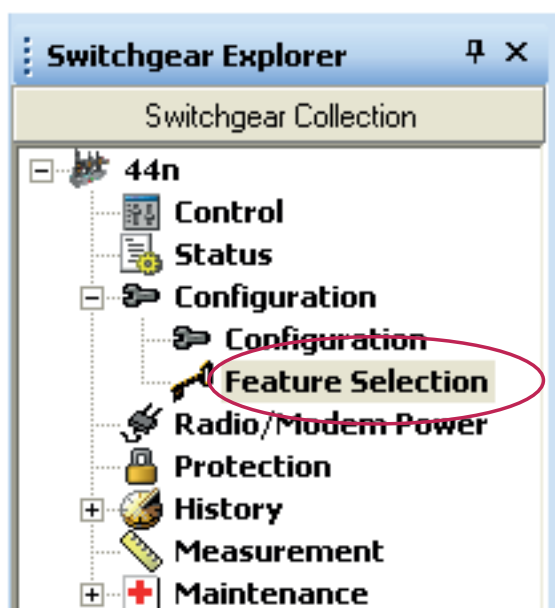 Switchgear Explorer
Switchgear Collection
44n
Control
Status
Configuration
Configuration
Feature Selection
Radio/Modem Power
Protection
History
Measurement
Maintenance